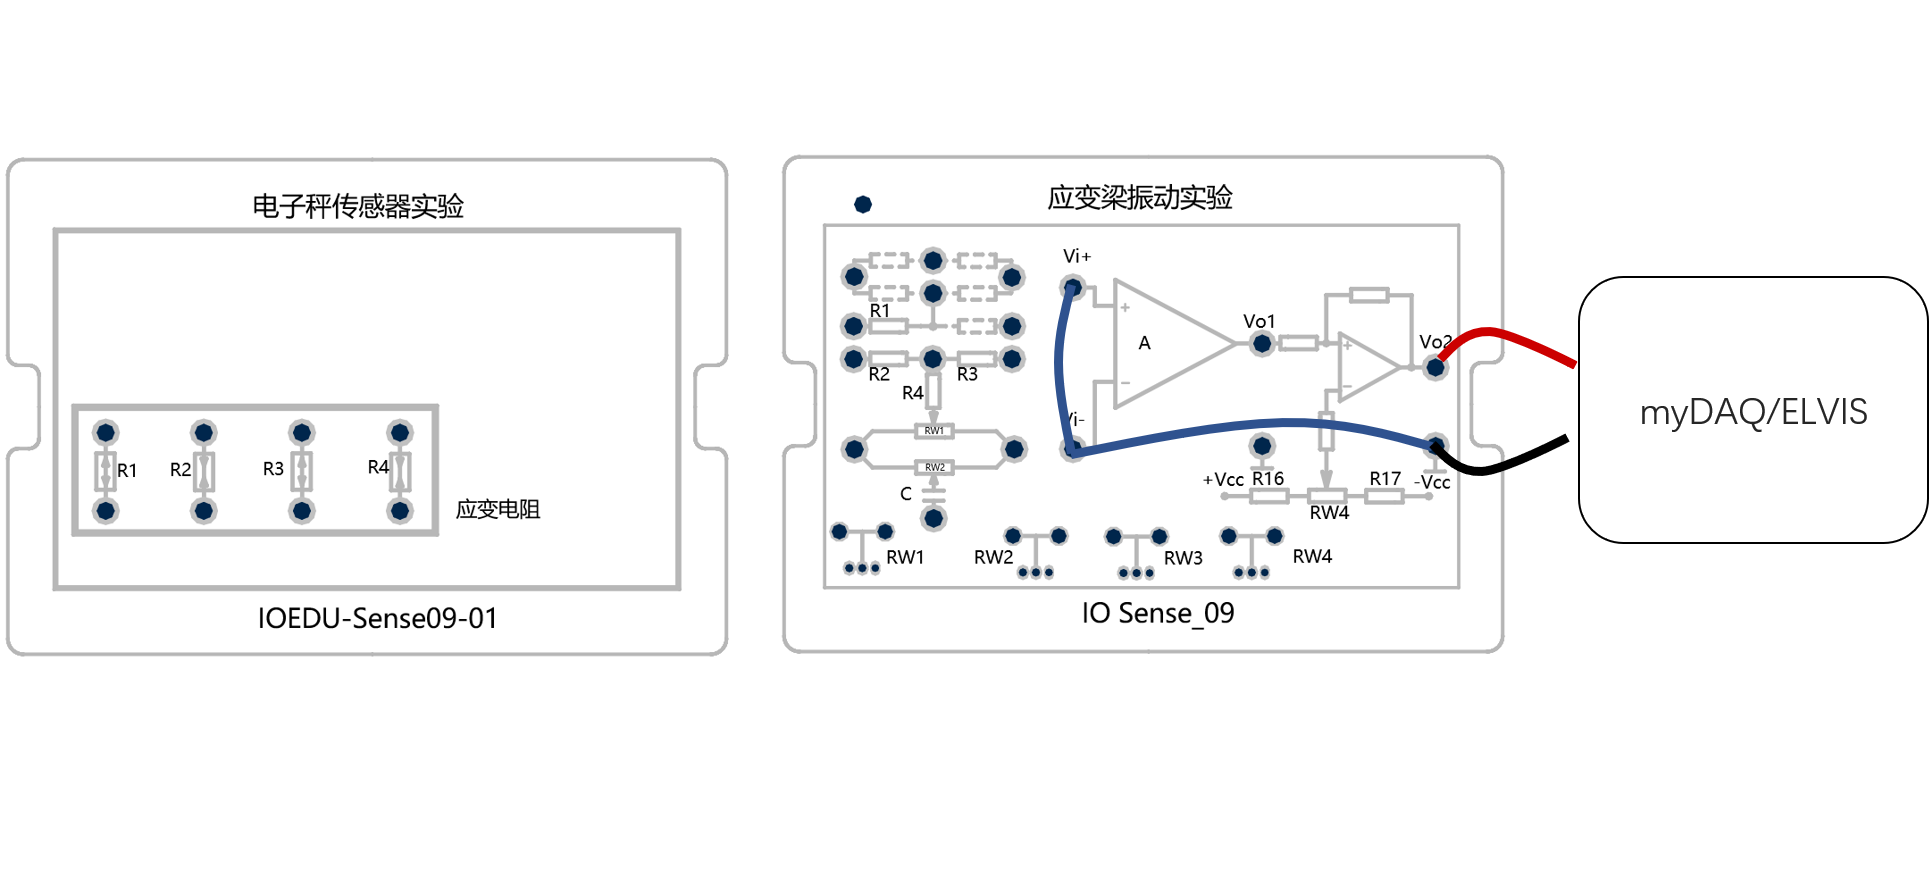 电子秤传感器实验
R1
R2
R3
R4
应变电阻
IOEDU-Sense09-01
应变梁振动实验
Vi+
R1
A
Vo1
Vo2
R2
R3
R4
Vi-
RW1
RW2
C
+Vcc
R16
R17
-Vcc
RW4
RW1
RW2
RW3
RW4
IO Sense_09
myDAQ/ELVIS